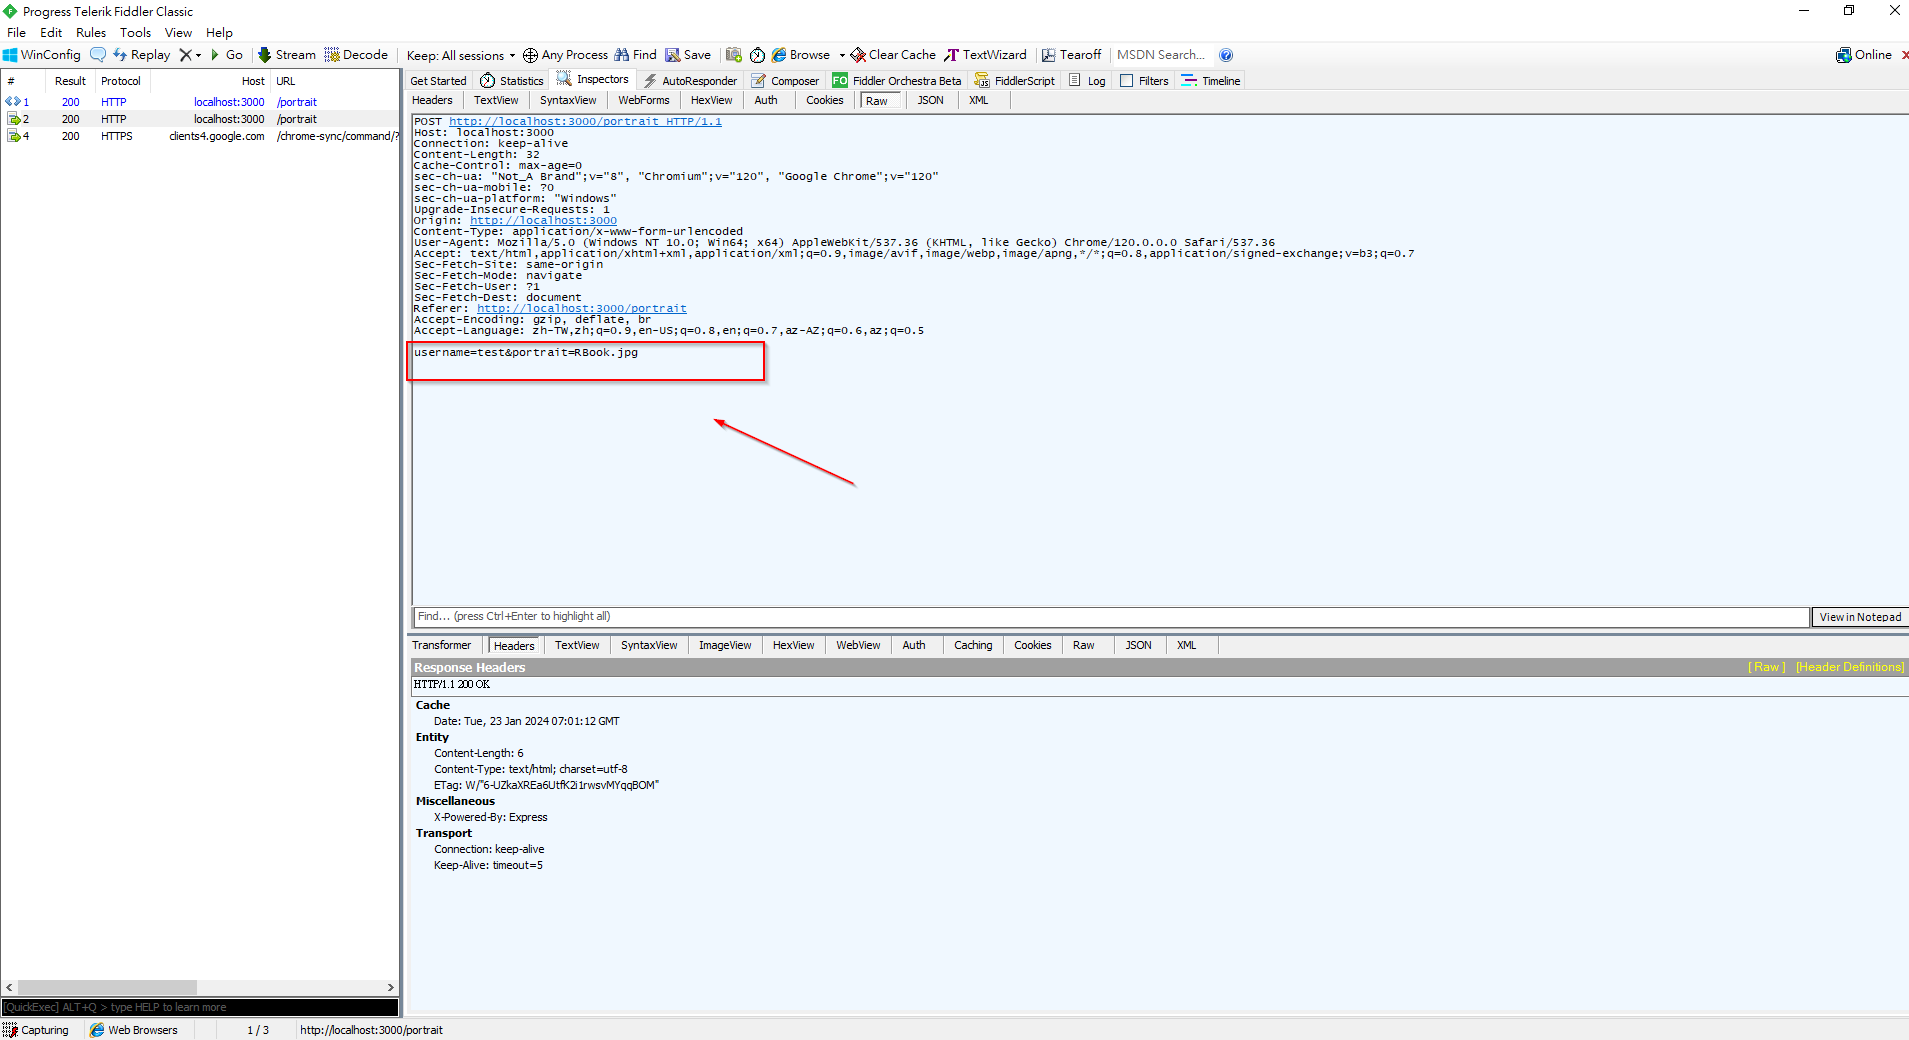 Progress Telerik Fiddler Classic
File Edit Rules Tools View Help
WinConfig Replay Go Stream Decode Keep: All sessions Any Process Find Save Browse Clear Cache TextWizard Tearoff MSDN Search... Online
# Result Protocol Host URL
1 200 HTTP localhost:3000 /portrait
2 200 HTTP localhost:3000 /portrait
4 200 HTTPS clients4.google.com /chrome-sync/command/?
Get Started Statistics Inspectors AutoResponder Composer FO Fiddler Orchestra Beta FiddlerScript Log Filters Timeline
Headers TextView SyntaxView WebForms HexView Auth Cookies Raw JSON XML
POST http://localhost:3000/portrait HTTP/1.1
Host: localhost:3000
Connection: keep-alive
Content-Length: 32
Cache-Control: max-age=0
sec-ch-ua: "Not_A Brand";v="8", "Chromium";v="120", "Google Chrome";v="120"
sec-ch-ua-mobile: ?0
sec-ch-ua-platform: "Windows"
Upgrade-Insecure-Requests: 1
Origin: http://localhost:3000
Content-Type: application/x-www-form-urlencoded
User-Agent: Mozilla/5.0 (Windows NT 10.0; Win64; x64) AppleWebKit/537.36 (KHTML, like Gecko) Chrome/120.0.0.0 Safari/537.36
Accept: text/html,application/xhtml+xml,application/xml;q=0.9,image/avif,image/webp,image/apng,*/*;q=0.8,application/signed-exchange;v=b3;q=0.7
Sec-Fetch-Site: same-origin
Sec-Fetch-Mode: navigate
Sec-Fetch-User: ?1
Sec-Fetch-Dest: document
Referer: http://localhost:3000/portrait
Accept-Encoding: gzip, deflate, br
Accept-Language: zh-TW,zh;q=0.9,en-US;q=0.8,en;q=0.7,az-AZ;q=0.6,az;q=0.5
username=test&portrait=RBook.jpg
Find... (press Ctrl+Enter to highlight all) View in Notepad
Transformer Headers TextView SyntaxView ImageView HexView WebView Auth Caching Cookies Raw JSON XML
Response Headers [ Raw ] [Header Definitions]
HTTP/1.1 200 OK
Cache
Date: Tue, 23 Jan 2024 07:01:12 GMT
Entity
Content-Length: 6
Content-Type: text/html; charset=utf-8
ETag: W/"6-UZkaXREa6UtfK2i1rwsvMYqqBOM"
Miscellaneous
X-Powered-By: Express
Transport
Connection: keep-alive
Keep-Alive: timeout=5
[QuickExec] ALT+Q > type HELP to learn more
Capturing Web Browsers 1 / 3 http://localhost:3000/portrait